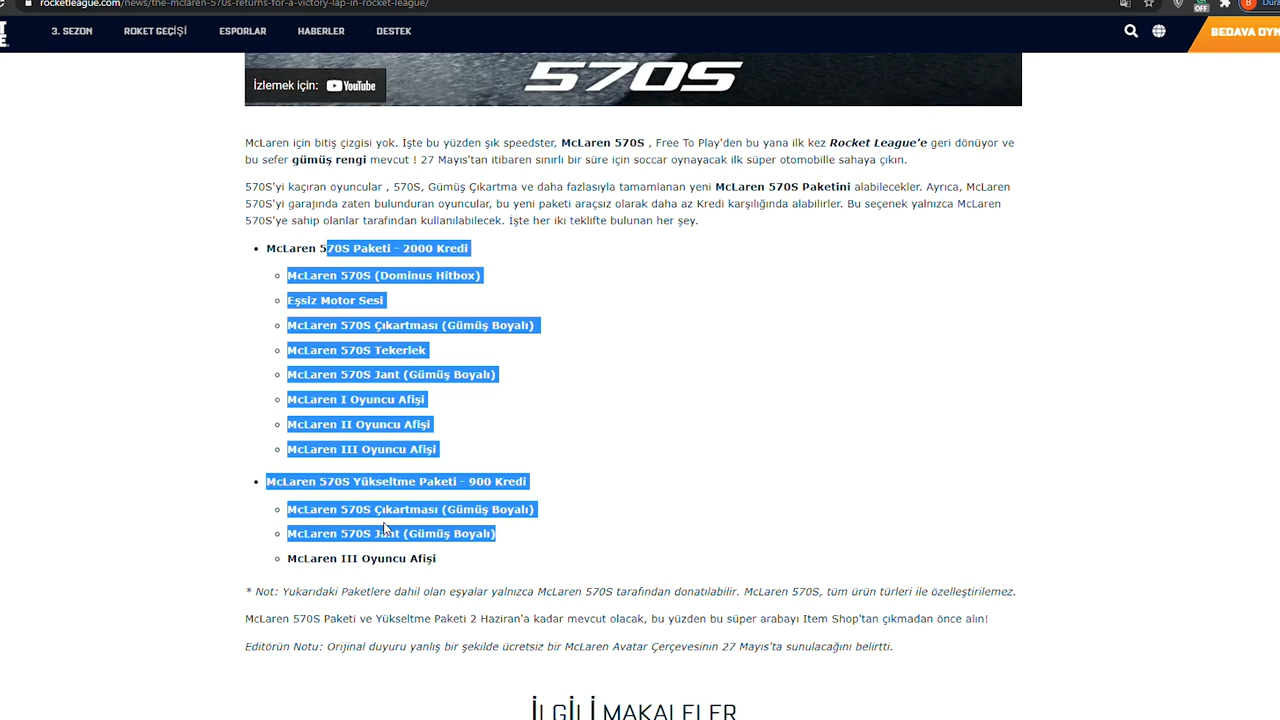 rocketleague.com/news/the-mclaren-570s-returns-for-a-victory-lap-in-rocket-league/
OFF
B
3. SEZON ROKET GEÇİŞİ ESPORLAR HABERLER DESTEK BEDAVA OYN
İzlemek için: YouTube
570S
McLaren için bitiş çizgisi yok. İşte bu yüzden şık speedster, McLaren 570S , Free To Play'den bu yana ilk kez Rocket League'e geri dönüyor ve
bu sefer gümüş rengi mevcut ! 27 Mayıs'tan itibaren sınırlı bir süre için soccar oynayacak ilk süper otomobille sahaya çıkın.
570S'yi kaçıran oyuncular , 570S, Gümüş Çıkartma ve daha fazlasıyla tamamlanan yeni McLaren 570S Paketini alabilecekler. Ayrıca, McLaren
570S'yi garajında zaten bulunduran oyuncular, bu yeni paketi araçsız olarak daha az Kredi karşılığında alabilirler. Bu seçenek yalnızca McLaren
570S'ye sahip olanlar tarafından kullanılabilecek. İşte her iki teklifte bulunan her şey.
McLaren 570S Paketi - 2000 Kredi
McLaren 570S (Dominus Hitbox)
Eşsiz Motor Sesi
McLaren 570S Çıkartması (Gümüş Boyalı)
McLaren 570S Tekerlek
McLaren 570S Jant (Gümüş Boyalı)
McLaren I Oyuncu Afişi
McLaren II Oyuncu Afişi
McLaren III Oyuncu Afişi
McLaren 570S Yükseltme Paketi - 900 Kredi
McLaren 570S Çıkartması (Gümüş Boyalı)
McLaren 570S Jant (Gümüş Boyalı)
McLaren III Oyuncu Afişi
* Not: Yukarıdaki Paketlere dahil olan eşyalar yalnızca McLaren 570S tarafından donatılabilir. McLaren 570S, tüm ürün türleri ile özelleştirilemez.
McLaren 570S Paketi ve Yükseltme Paketi 2 Haziran'a kadar mevcut olacak, bu yüzden bu süper arabayı Item Shop'tan çıkmadan önce alın!
Editörün Notu: Orijinal duyuru yanlış bir şekilde ücretsiz bir McLaren Avatar Çerçevesinin 27 Mayıs'ta sunulacağını belirtti.
İLGİLİ MAKALELER